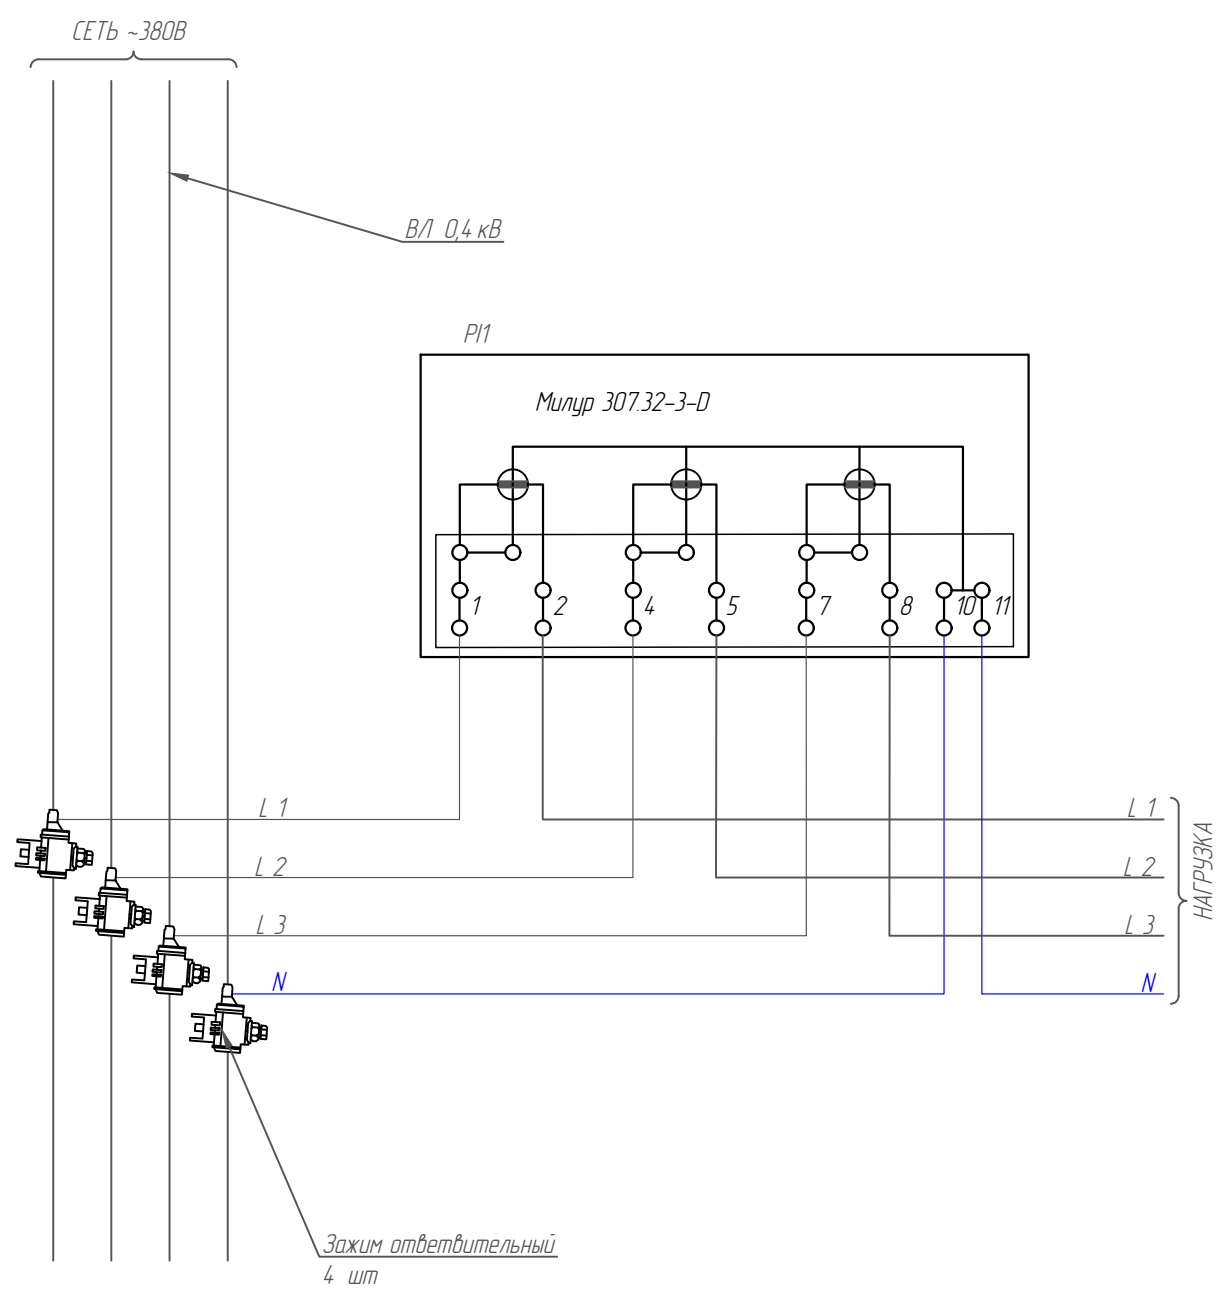 СЕТЬ ~380В
ВЛ 0,4 кВ
PI1
Милур 307.32-3-D
1 2 4 5 7 8 10 11
L 1 L 1
L 2 L 2
L 3 L 3
N N
НАГРУЗКА
Зажим ответвительный
4 шт